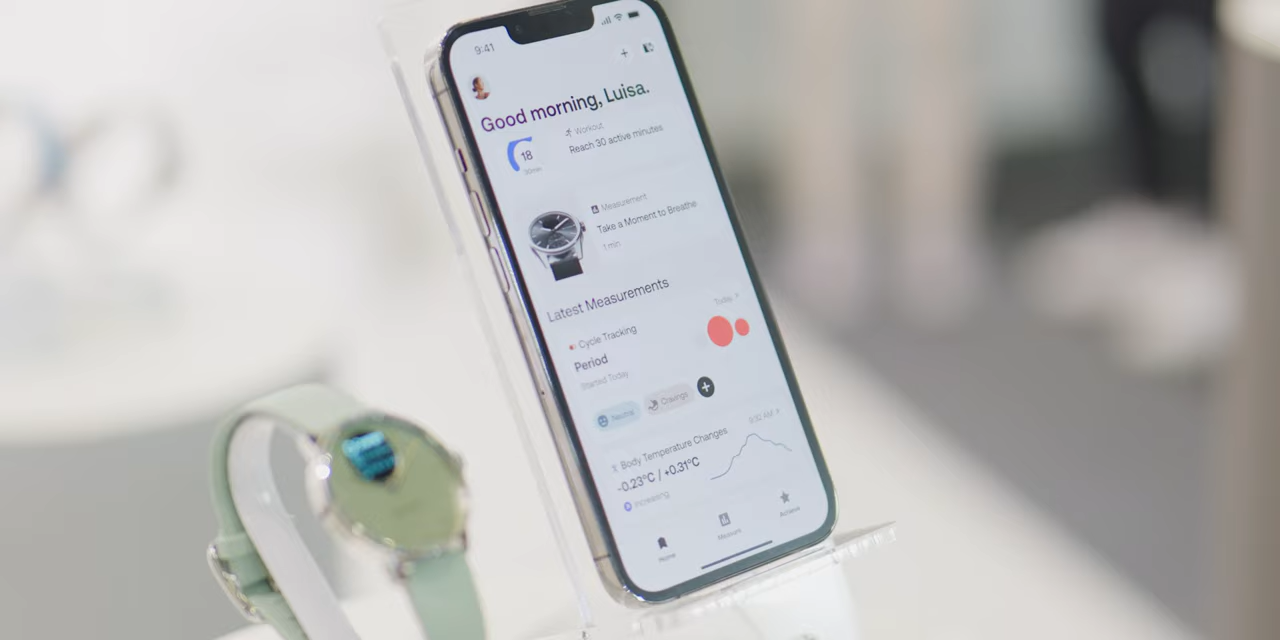 9:41
Good morning, Luisa.
Workout
Reach 30 active minutes
18
30min
Measurement
Take a Moment to Breathe
1 min
Latest Measurements
Today
Cycle Tracking
Period
Started Today
Neutral
Cravings
Body Temperature Changes
-0.23°C / +0.31°C
Increasing
Home
Measure
Achieve